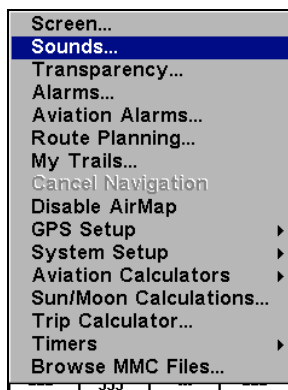 Screen...
Sounds...
Transparency...
Alarms...
Aviation Alarms...
Route Planning...
My Trails...
Cancel Navigation
Disable AirMap
GPS Setup
System Setup
Aviation Calculators
Sun/Moon Calculations...
Trip Calculator...
Timers
Browse MMC Files...